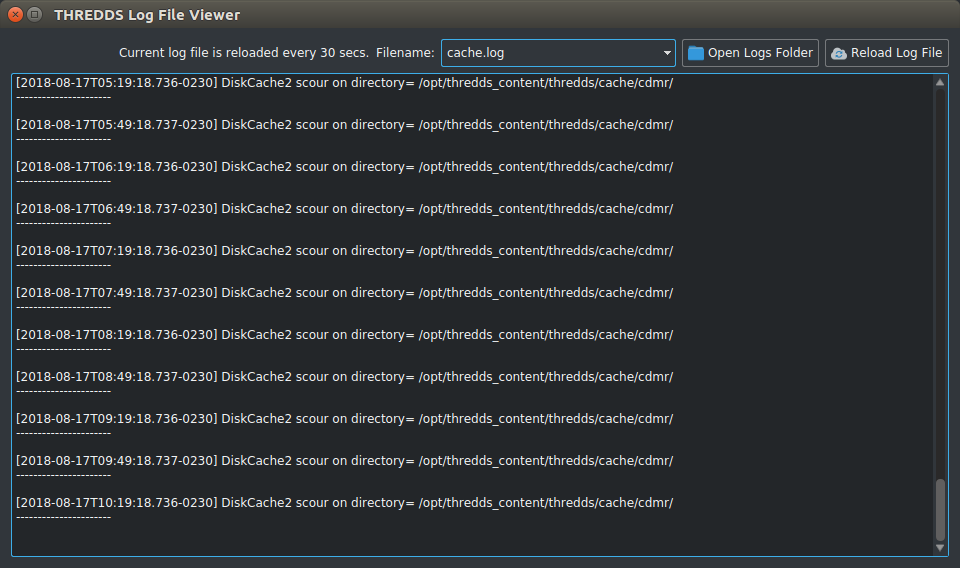 THREDDS Log File Viewer
Current log file is reloaded every 30 secs. Filename: cache.log Open Logs Folder Reload Log File
[2018-08-17T05:19:18.736-0230] DiskCache2 scour on directory= /opt/thredds_content/thredds/cache/cdmr/
----------------------
[2018-08-17T05:49:18.737-0230] DiskCache2 scour on directory= /opt/thredds_content/thredds/cache/cdmr/
----------------------
[2018-08-17T06:19:18.736-0230] DiskCache2 scour on directory= /opt/thredds_content/thredds/cache/cdmr/
----------------------
[2018-08-17T06:49:18.737-0230] DiskCache2 scour on directory= /opt/thredds_content/thredds/cache/cdmr/
----------------------
[2018-08-17T07:19:18.736-0230] DiskCache2 scour on directory= /opt/thredds_content/thredds/cache/cdmr/
----------------------
[2018-08-17T07:49:18.737-0230] DiskCache2 scour on directory= /opt/thredds_content/thredds/cache/cdmr/
----------------------
[2018-08-17T08:19:18.736-0230] DiskCache2 scour on directory= /opt/thredds_content/thredds/cache/cdmr/
----------------------
[2018-08-17T08:49:18.737-0230] DiskCache2 scour on directory= /opt/thredds_content/thredds/cache/cdmr/
----------------------
[2018-08-17T09:19:18.736-0230] DiskCache2 scour on directory= /opt/thredds_content/thredds/cache/cdmr/
----------------------
[2018-08-17T09:49:18.737-0230] DiskCache2 scour on directory= /opt/thredds_content/thredds/cache/cdmr/
----------------------
[2018-08-17T10:19:18.736-0230] DiskCache2 scour on directory= /opt/thredds_content/thredds/cache/cdmr/
----------------------